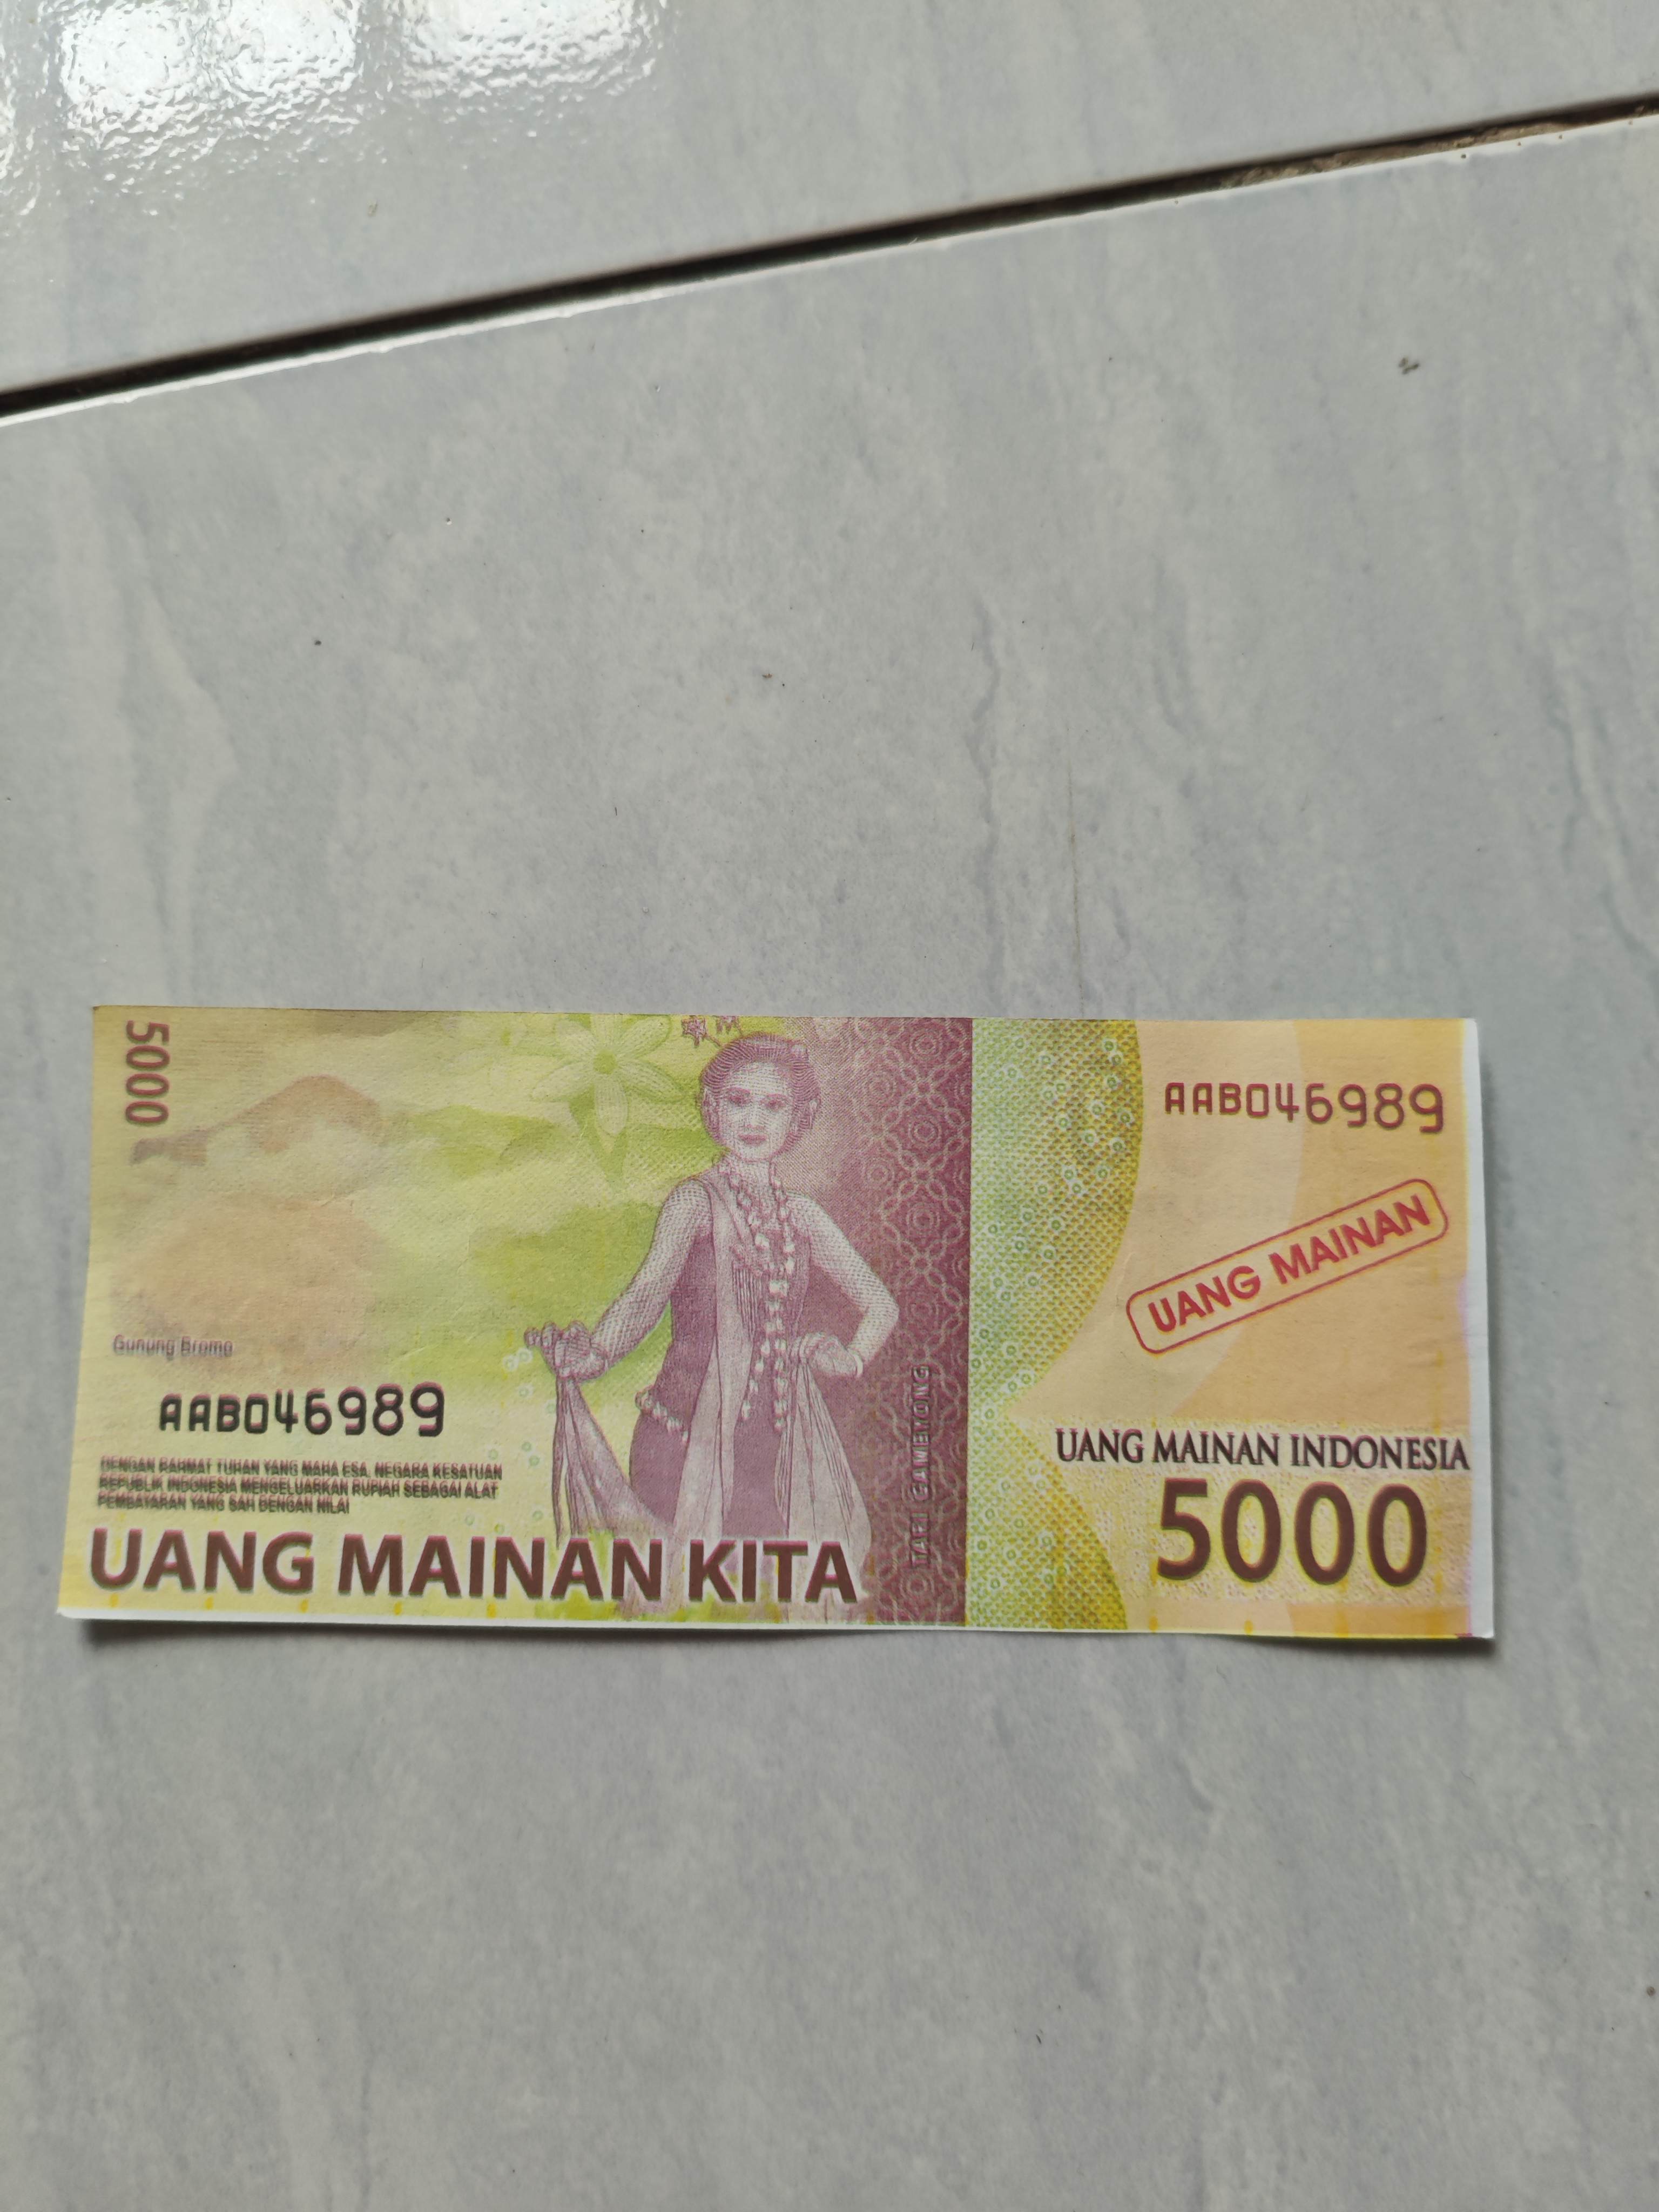 5000
AAB046989
UANG MAINAN
Gunung Bromo
AAB046989
DENGAN RAHMAT TUHAN YANG MAHA ESA, NEGARA KESATUAN
REPUBLIK INDONESIA MENGELUARKAN RUPIAH SEBAGAI ALAT
PEMBAYARAN YANG SAH DENGAN NILAI
UANG MAINAN KITA
TARI GAMBYONG
UANG MAINAN INDONESIA
5000